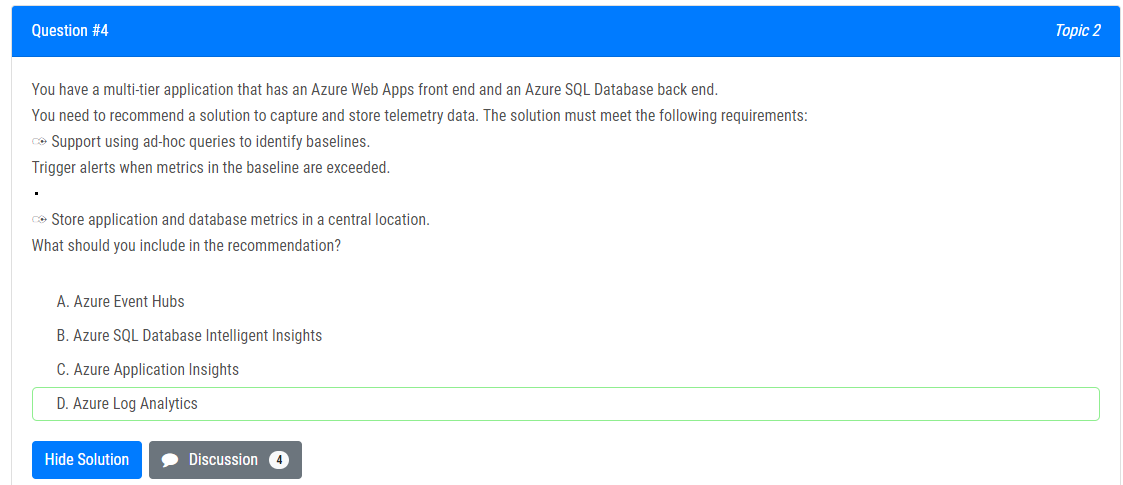 Question #4
Topic 2
You have a multi-tier application that has an Azure Web Apps front end and an Azure SQL Database back end.
You need to recommend a solution to capture and store telemetry data. The solution must meet the following requirements:
Support using ad-hoc queries to identify baselines.
Trigger alerts when metrics in the baseline are exceeded.
Store application and database metrics in a central location.
What should you include in the recommendation?
A. Azure Event Hubs
B. Azure SQL Database Intelligent Insights
C. Azure Application Insights
D. Azure Log Analytics
Hide Solution
Discussion 4